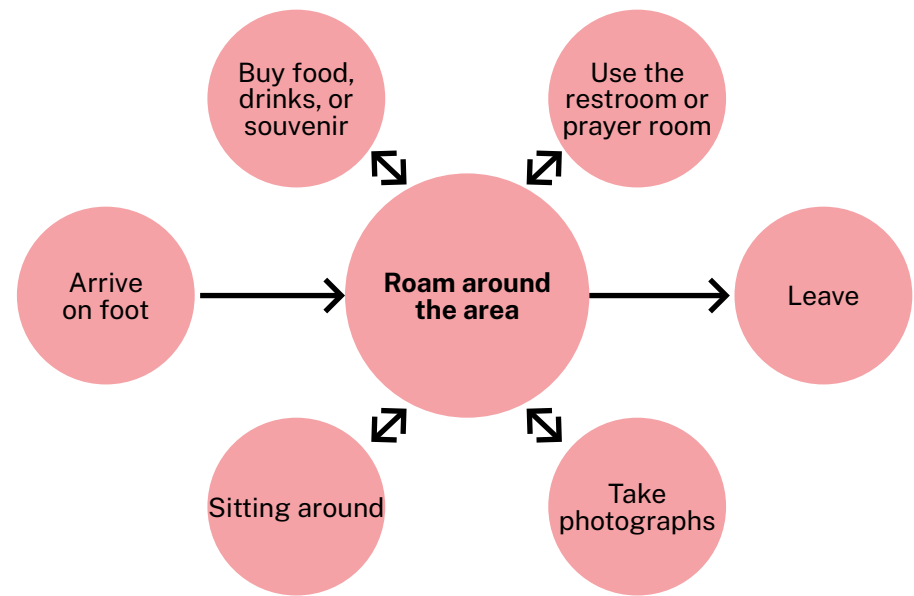 Buy food,
drinks, or
souvenir
Use the
restroom or
prayer room
Arrive
on foot
Roam around
the area
Leave
Sitting around
Take
photographs